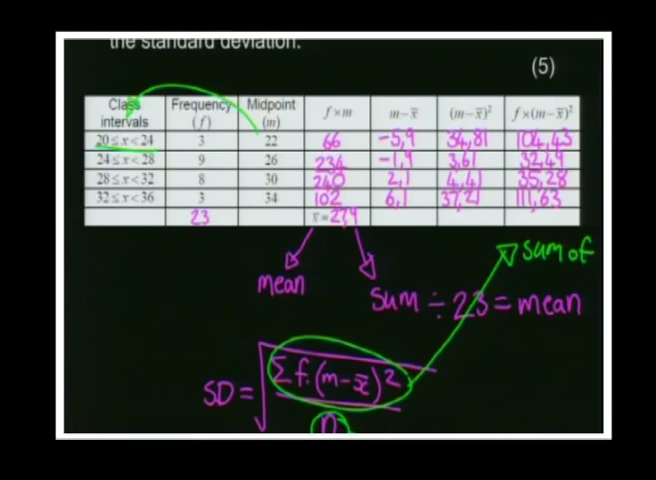 the standard deviation.
(5)
Class intervals Frequency (f) Midpoint (m) f×m m−x̅ (m−x̅)² f×(m−x̅)²
20≤x<24 3 22 66 −5,9 34,81 104,43
24≤x<28 9 26 234 −1,9 3,61 32,49
28≤x<32 8 30 240 2,1 4,41 35,28
32≤x<36 3 34 102 6,1 37,21 111,63
23 x̅=27,9
sum of
mean
sum ÷ 23 = mean
SD = √ Σ f.(m−x̅)²
n